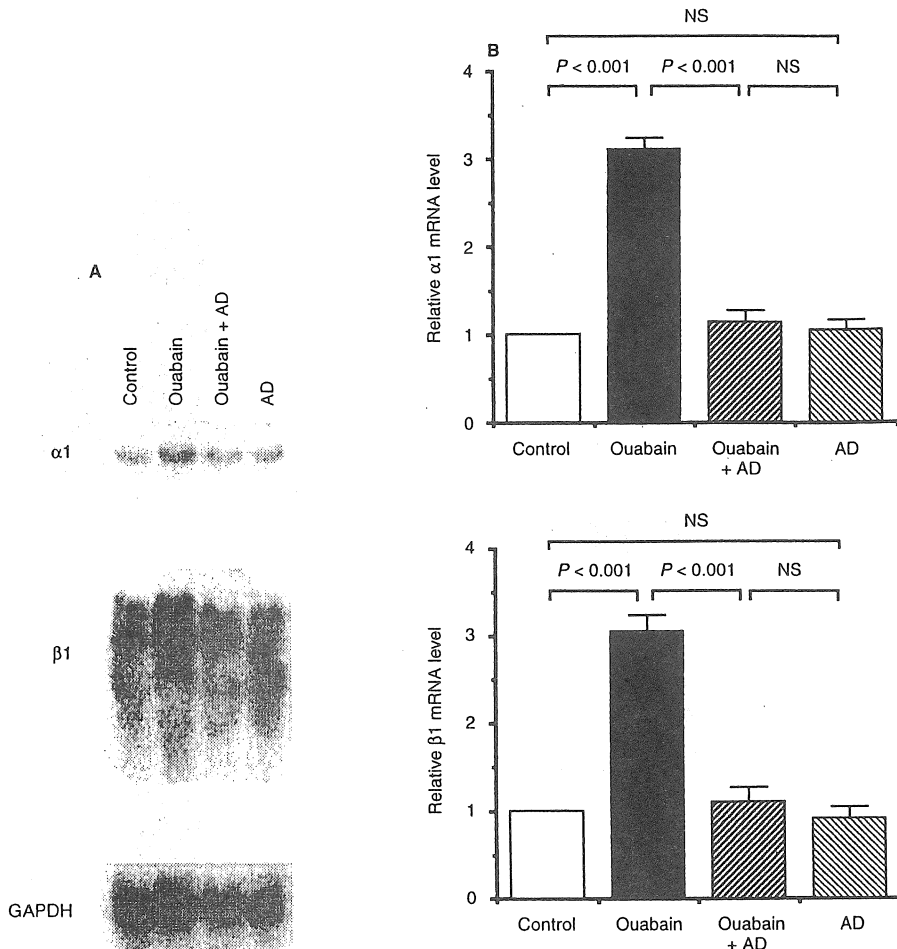 A
Control
Ouabain
Ouabain + AD
AD
α1
β1
GAPDH
B
NS
P < 0.001
P < 0.001
NS
Relative α1 mRNA level
4
3
2
1
0
Control
Ouabain
Ouabain
+ AD
AD
NS
P < 0.001
P < 0.001
NS
Relative β1 mRNA level
4
3
2
1
0
Control
Ouabain
Ouabain
+ AD
AD